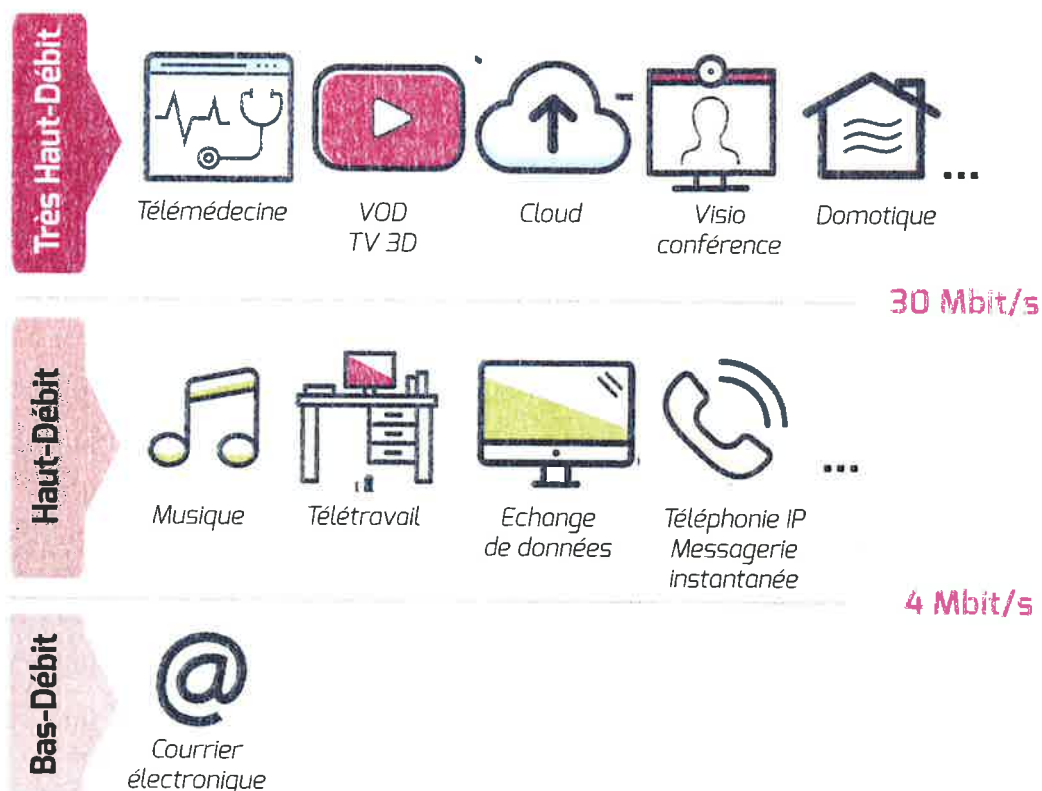 Très Haut-Débit
Télémédecine
VOD
TV 3D
Cloud
Visio
conférence
Domotique
...
30 Mbit/s
Haut-Débit
Musique
Télétravail
Echange
de données
Téléphonie IP
Messagerie
instantanée
...
4 Mbit/s
Bas-Débit
@
Courrier
électronique